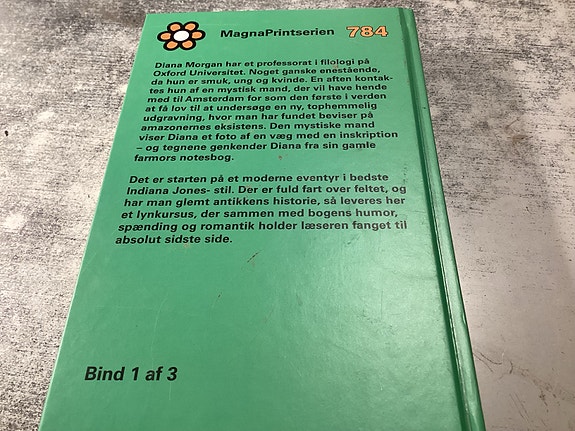 MagnaPrintserien 784
Diana Morgan har et professorat i filologi på
Oxford Universitet. Noget ganske enestående,
da hun er smuk, ung og kvinde. En aften kontak-
tes hun af en mystisk mand, der vil have hende
med til Amsterdam for som den første i verden
at få lov til at undersøge en ny, tophemmelig
udgravning, hvor man har fundet beviser på
amazonernes eksistens. Den mystiske mand
viser Diana et foto af en væg med en inskription
– og tegnene genkender Diana fra sin gamle
farmors notesbog.
Det er starten på et moderne eventyr i bedste
Indiana Jones- stil. Der er fuld fart over feltet, og
har man glemt antikkens historie, så leveres her
et lynkursus, der sammen med bogens humor,
spænding og romantik holder læseren fanget til
absolut sidste side.
Bind 1 af 3